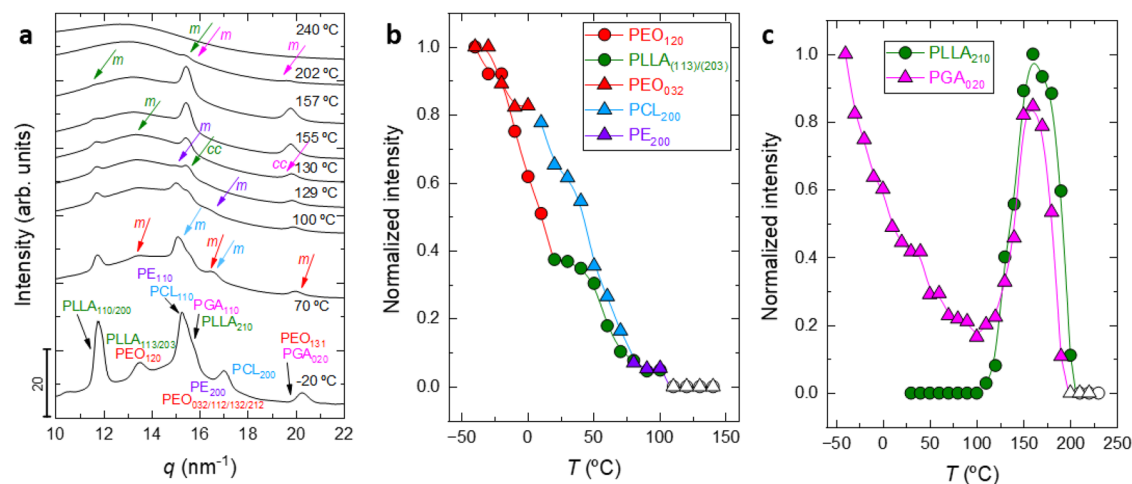 a
Intensity (arb. units)
20
240 ºC
m
m
m
m
202 ºC
157 ºC
m
155 ºC
m
cc
cc
130 ºC
m
129 ºC
100 ºC
m
m
m
m
m
70 ºC
PE110
PCL110
PLLA110/200
PGA110
PLLA210
PLLA113/203
PEO120
PEO131
PGA020
PCL200
-20 ºC
PE200
PEO032/112/132/212
10 12 14 16 18 20 22
q (nm⁻¹)
b
Normalized intensity
1.0
0.8
0.6
0.4
0.2
0.0
PEO120
PLLA(113)/(203)
PEO032
PCL200
PE200
−50 0 50 100 150
T (ºC)
c
Normalized intensity
1.0
0.8
0.6
0.4
0.2
0.0
PLLA210
PGA020
−50 0 50 100 150 200 250
T (ºC)